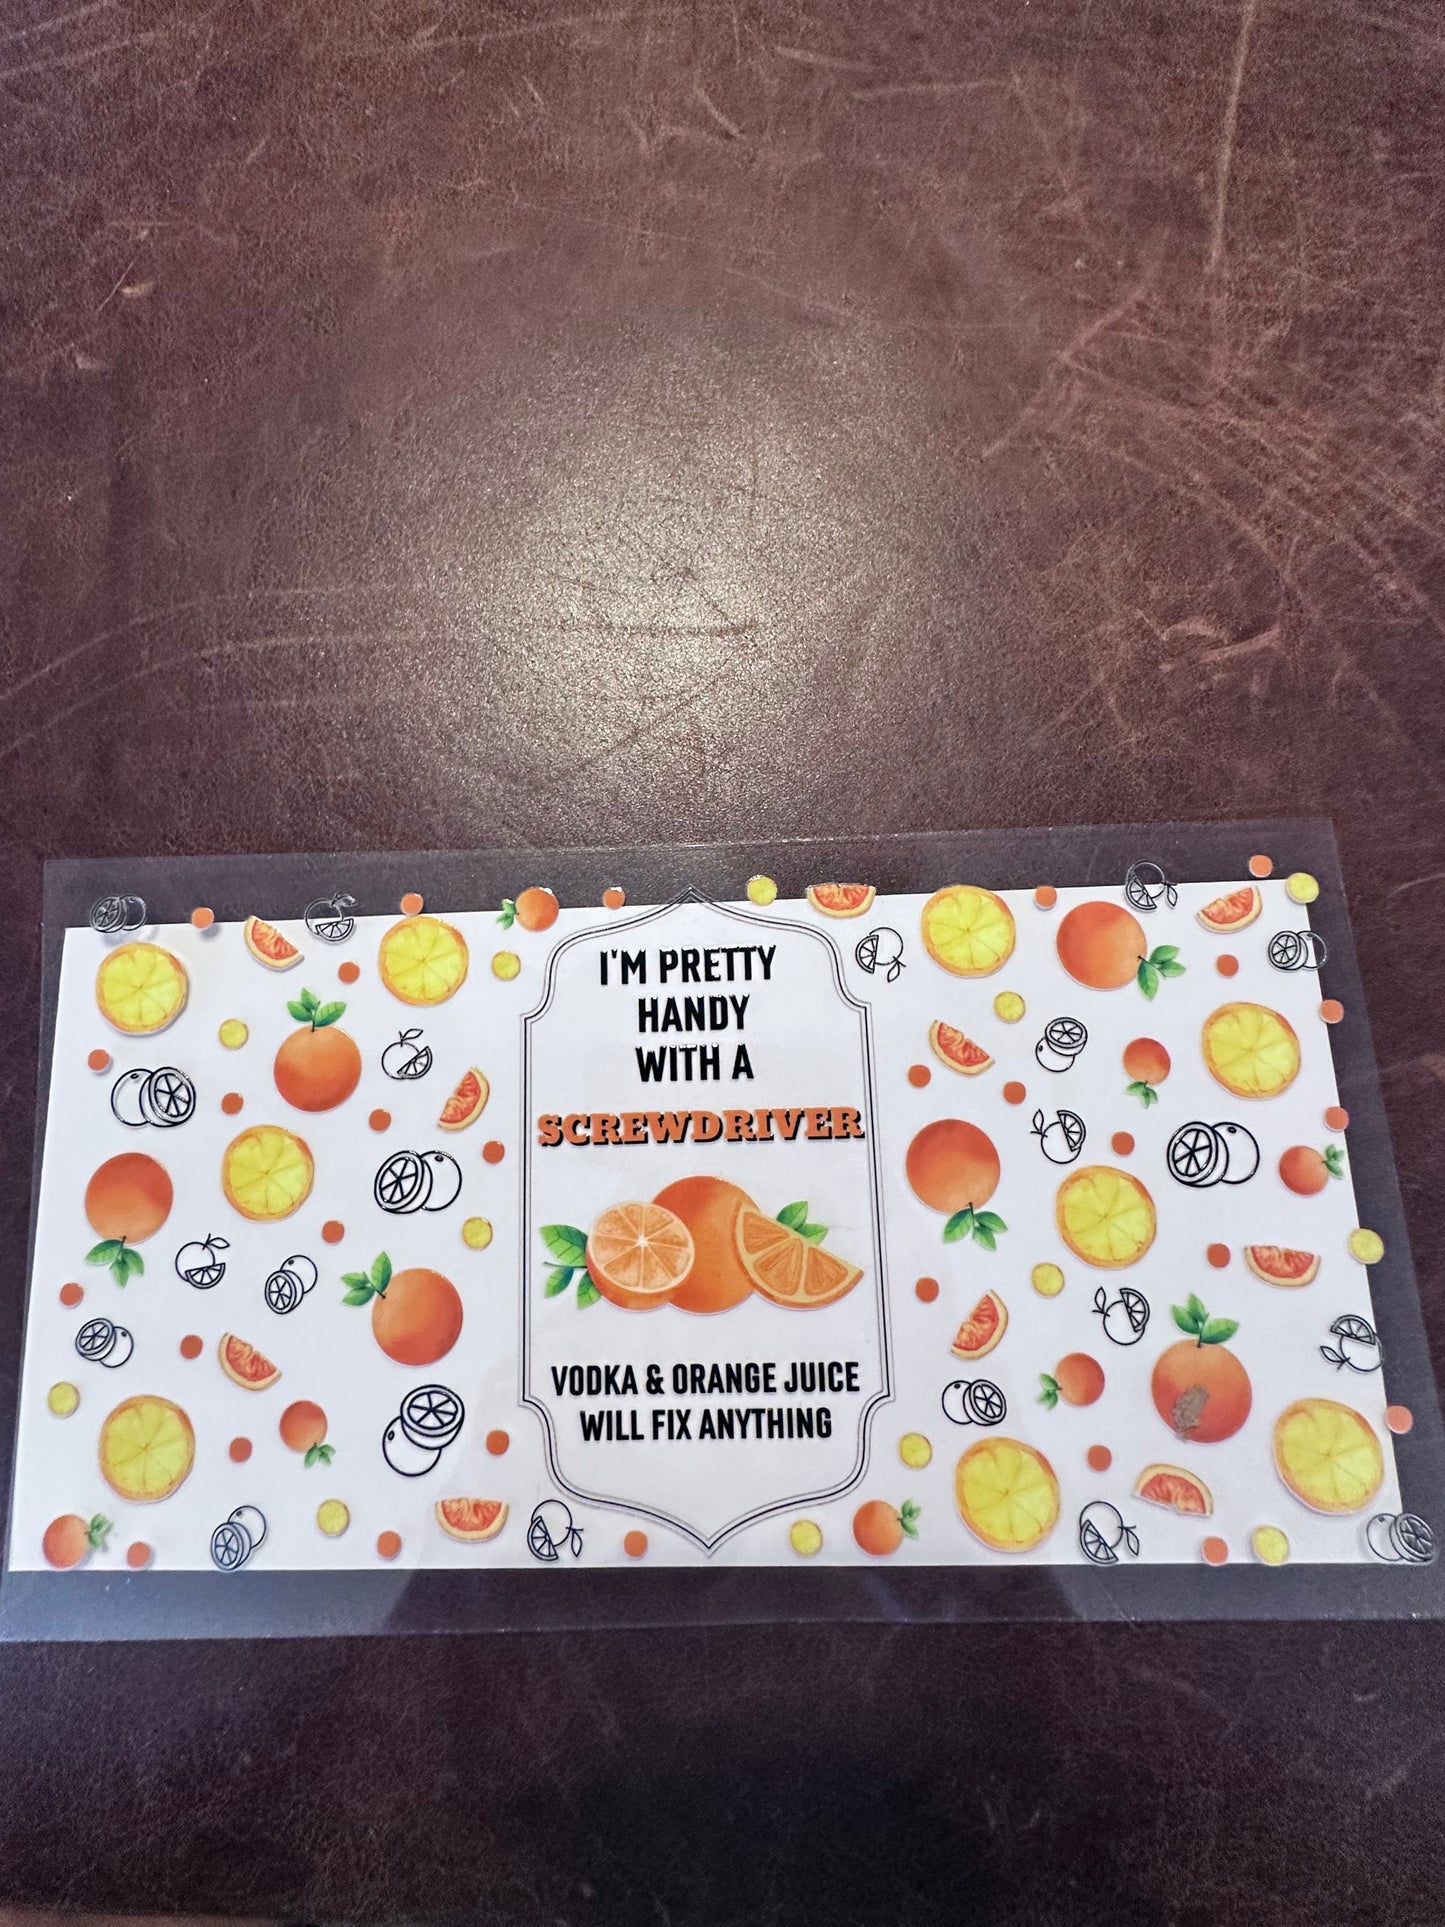 I'M PRETTY
HANDY
WITH A
SCREWDRIVER
VODKA & ORANGE JUICE
WILL FIX ANYTHING